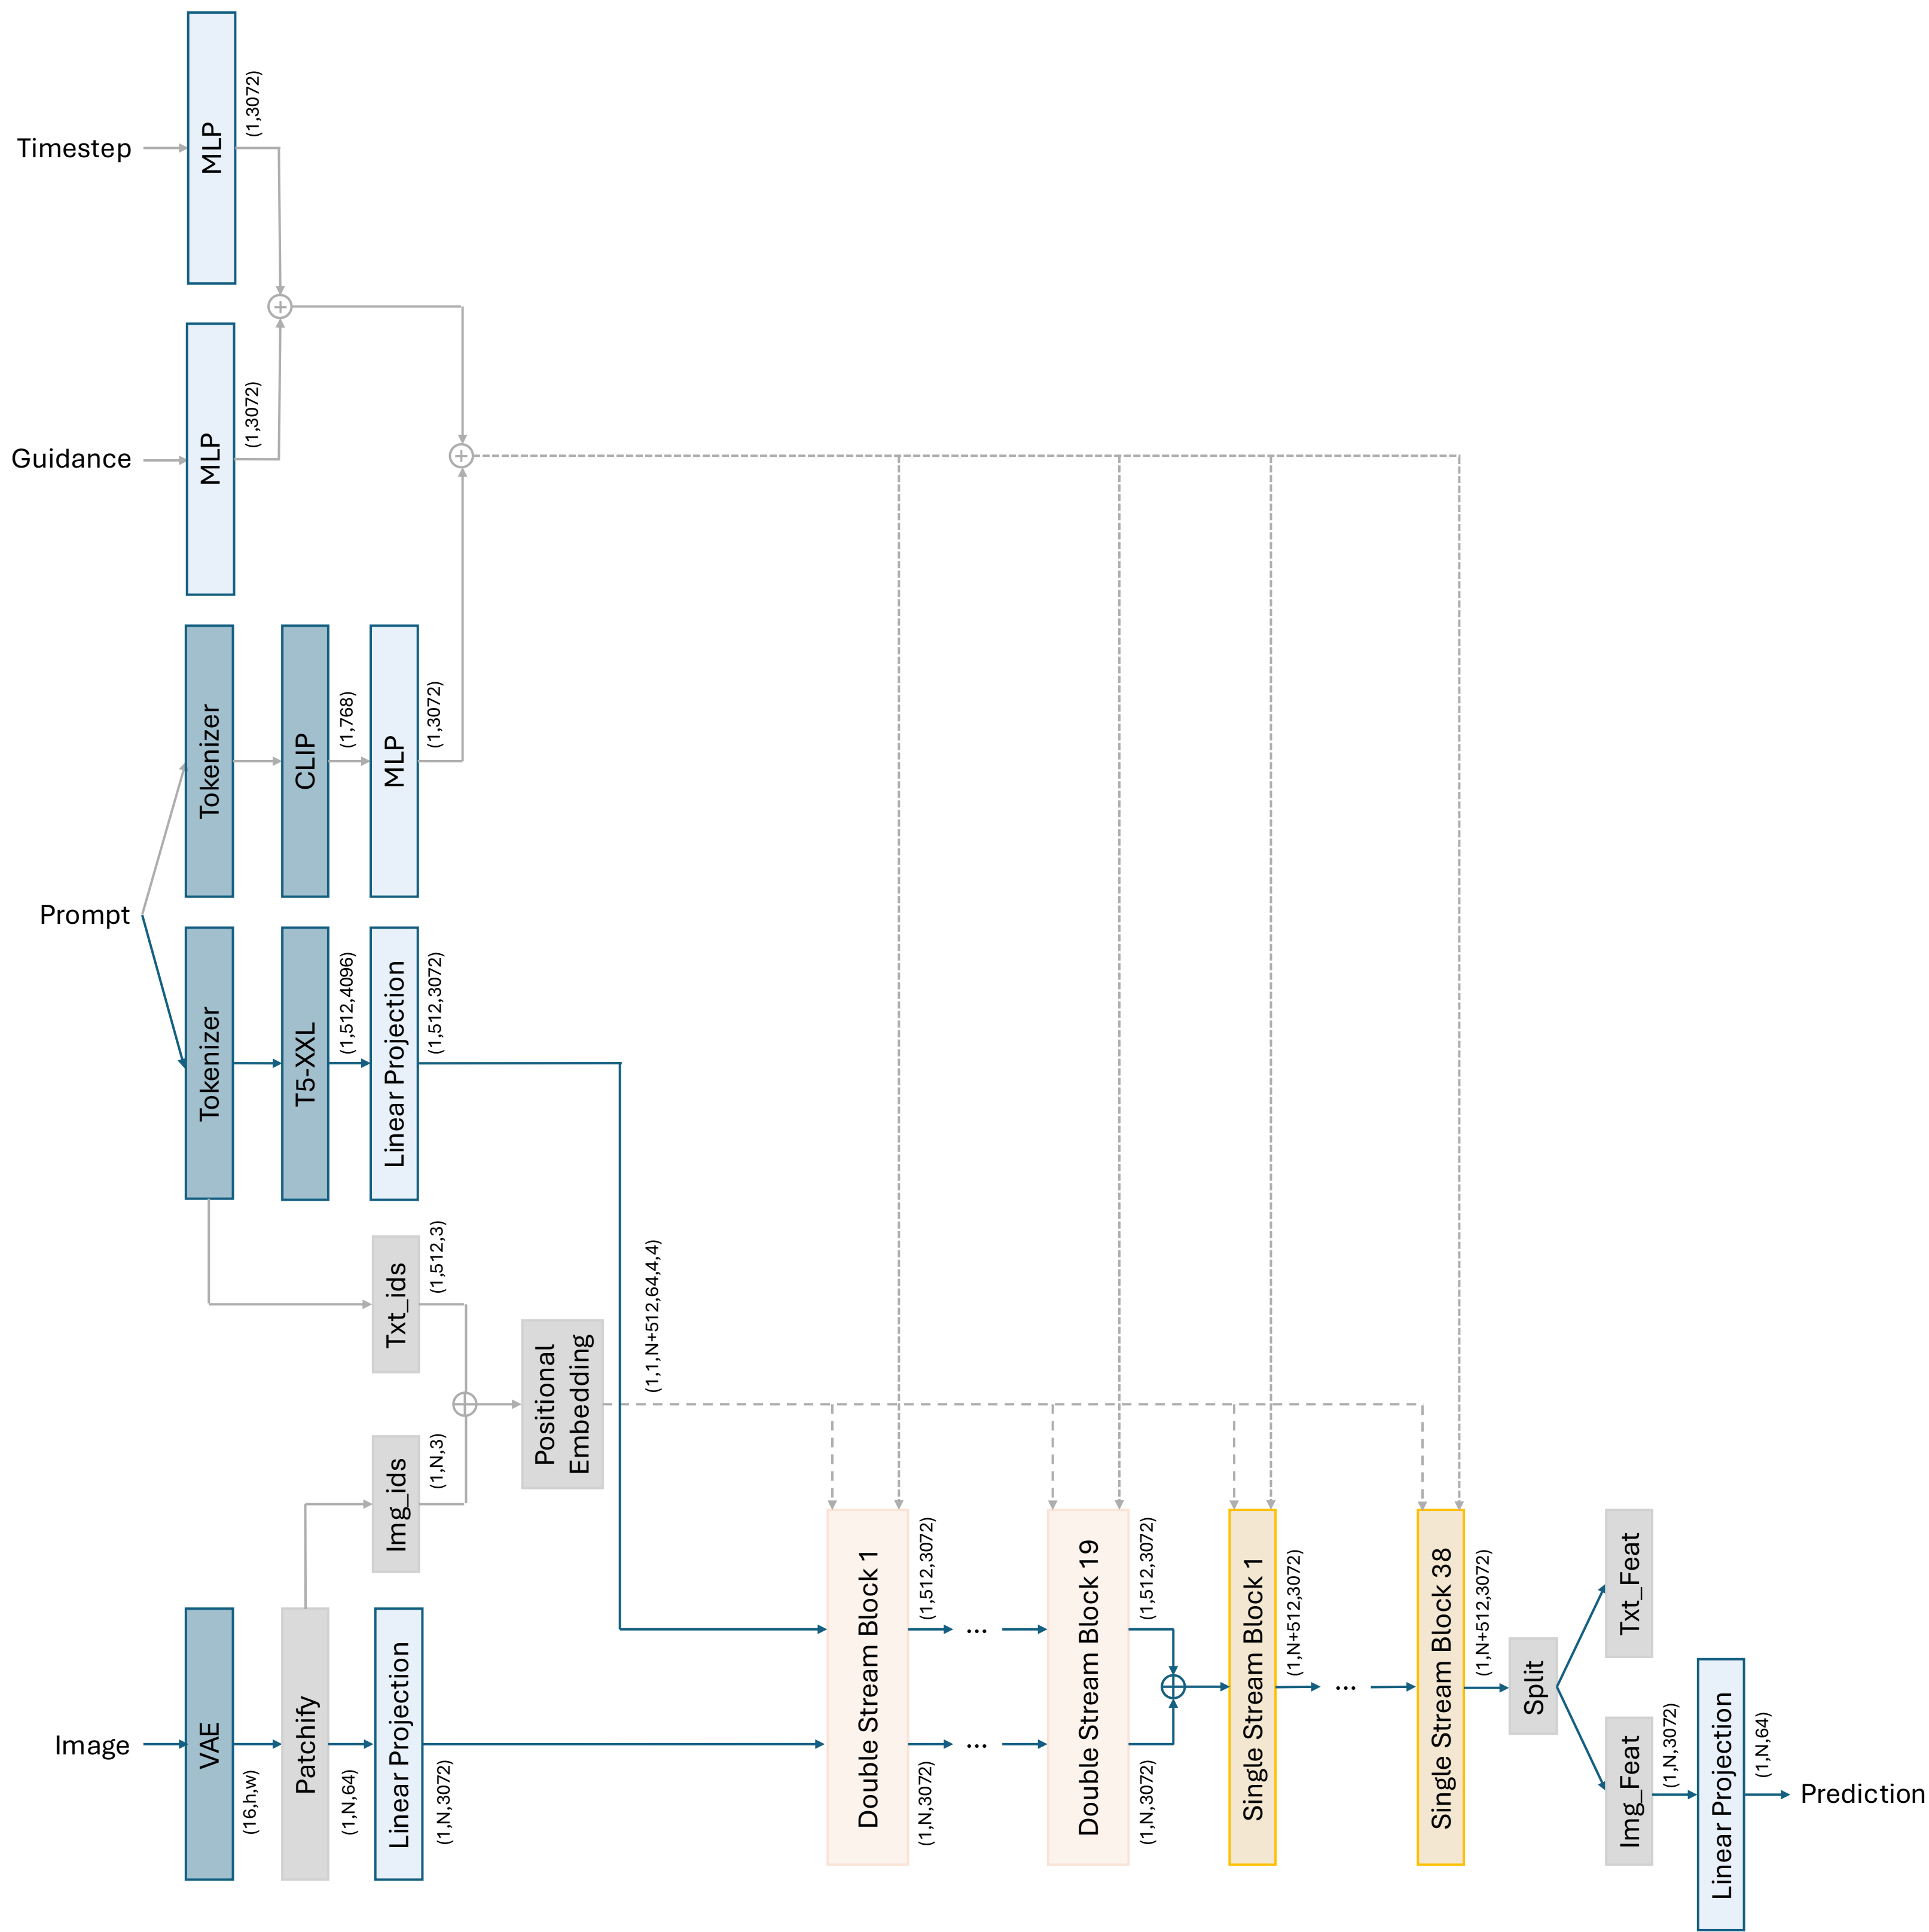 Timestep
MLP
(1,3072)
Guidance
MLP
(1,3072)
Prompt
Tokenizer
CLIP
(1,768)
MLP
(1,3072)
Tokenizer
T5-XXL
(1,512,4096)
Linear Projection
(1,512,3072)
Txt_ids
(1,512,3)
Img_ids
(1,N,3)
Positional
Embedding
(1,1,N+512,64,4,4)
Image
VAE
(16,h,w)
Patchify
(1,N,64)
Linear Projection
(1,N,3072)
Double Stream Block 1
(1,512,3072)
(1,N,3072)
...
...
Double Stream Block 19
(1,512,3072)
(1,N,3072)
Single Stream Block 1
(1,N+512,3072)
...
Single Stream Block 38
(1,N+512,3072)
Split
Txt_Feat
Img_Feat
(1,N,3072)
Linear Projection
(1,N,64)
Prediction